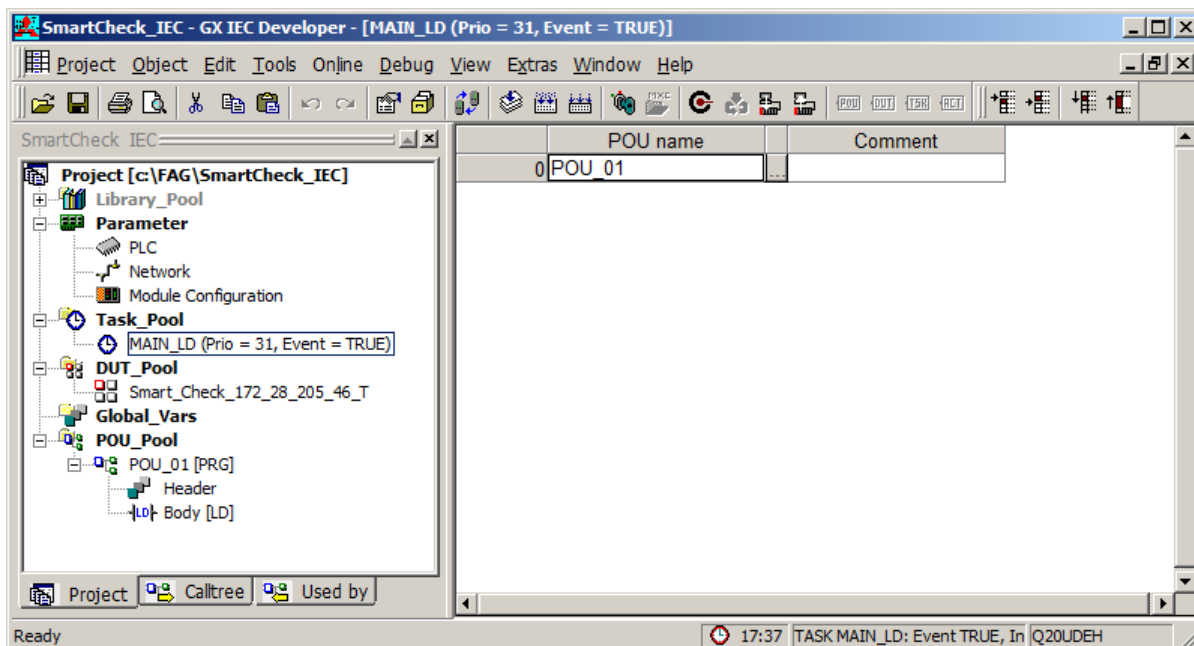 SmartCheck_IEC - GX IEC Developer - [MAIN_LD (Prio = 31, Event = TRUE)]
Project Object Edit Tools Online Debug View Extras Window Help
MXC
POU DUT TSK ACT
SmartCheck IEC
Project [c:\FAG\SmartCheck_IEC]
Library_Pool
Parameter
PLC
Network
Module Configuration
Task_Pool
MAIN_LD (Prio = 31, Event = TRUE)
DUT_Pool
Smart_Check_172_28_205_46_T
Global_Vars
POU_Pool
POU_01 [PRG]
Header
LD Body [LD]
Project Calltree Used by
POU name Comment
0 POU_01 ...
Ready 17:37 TASK MAIN_LD: Event TRUE, In Q20UDEH